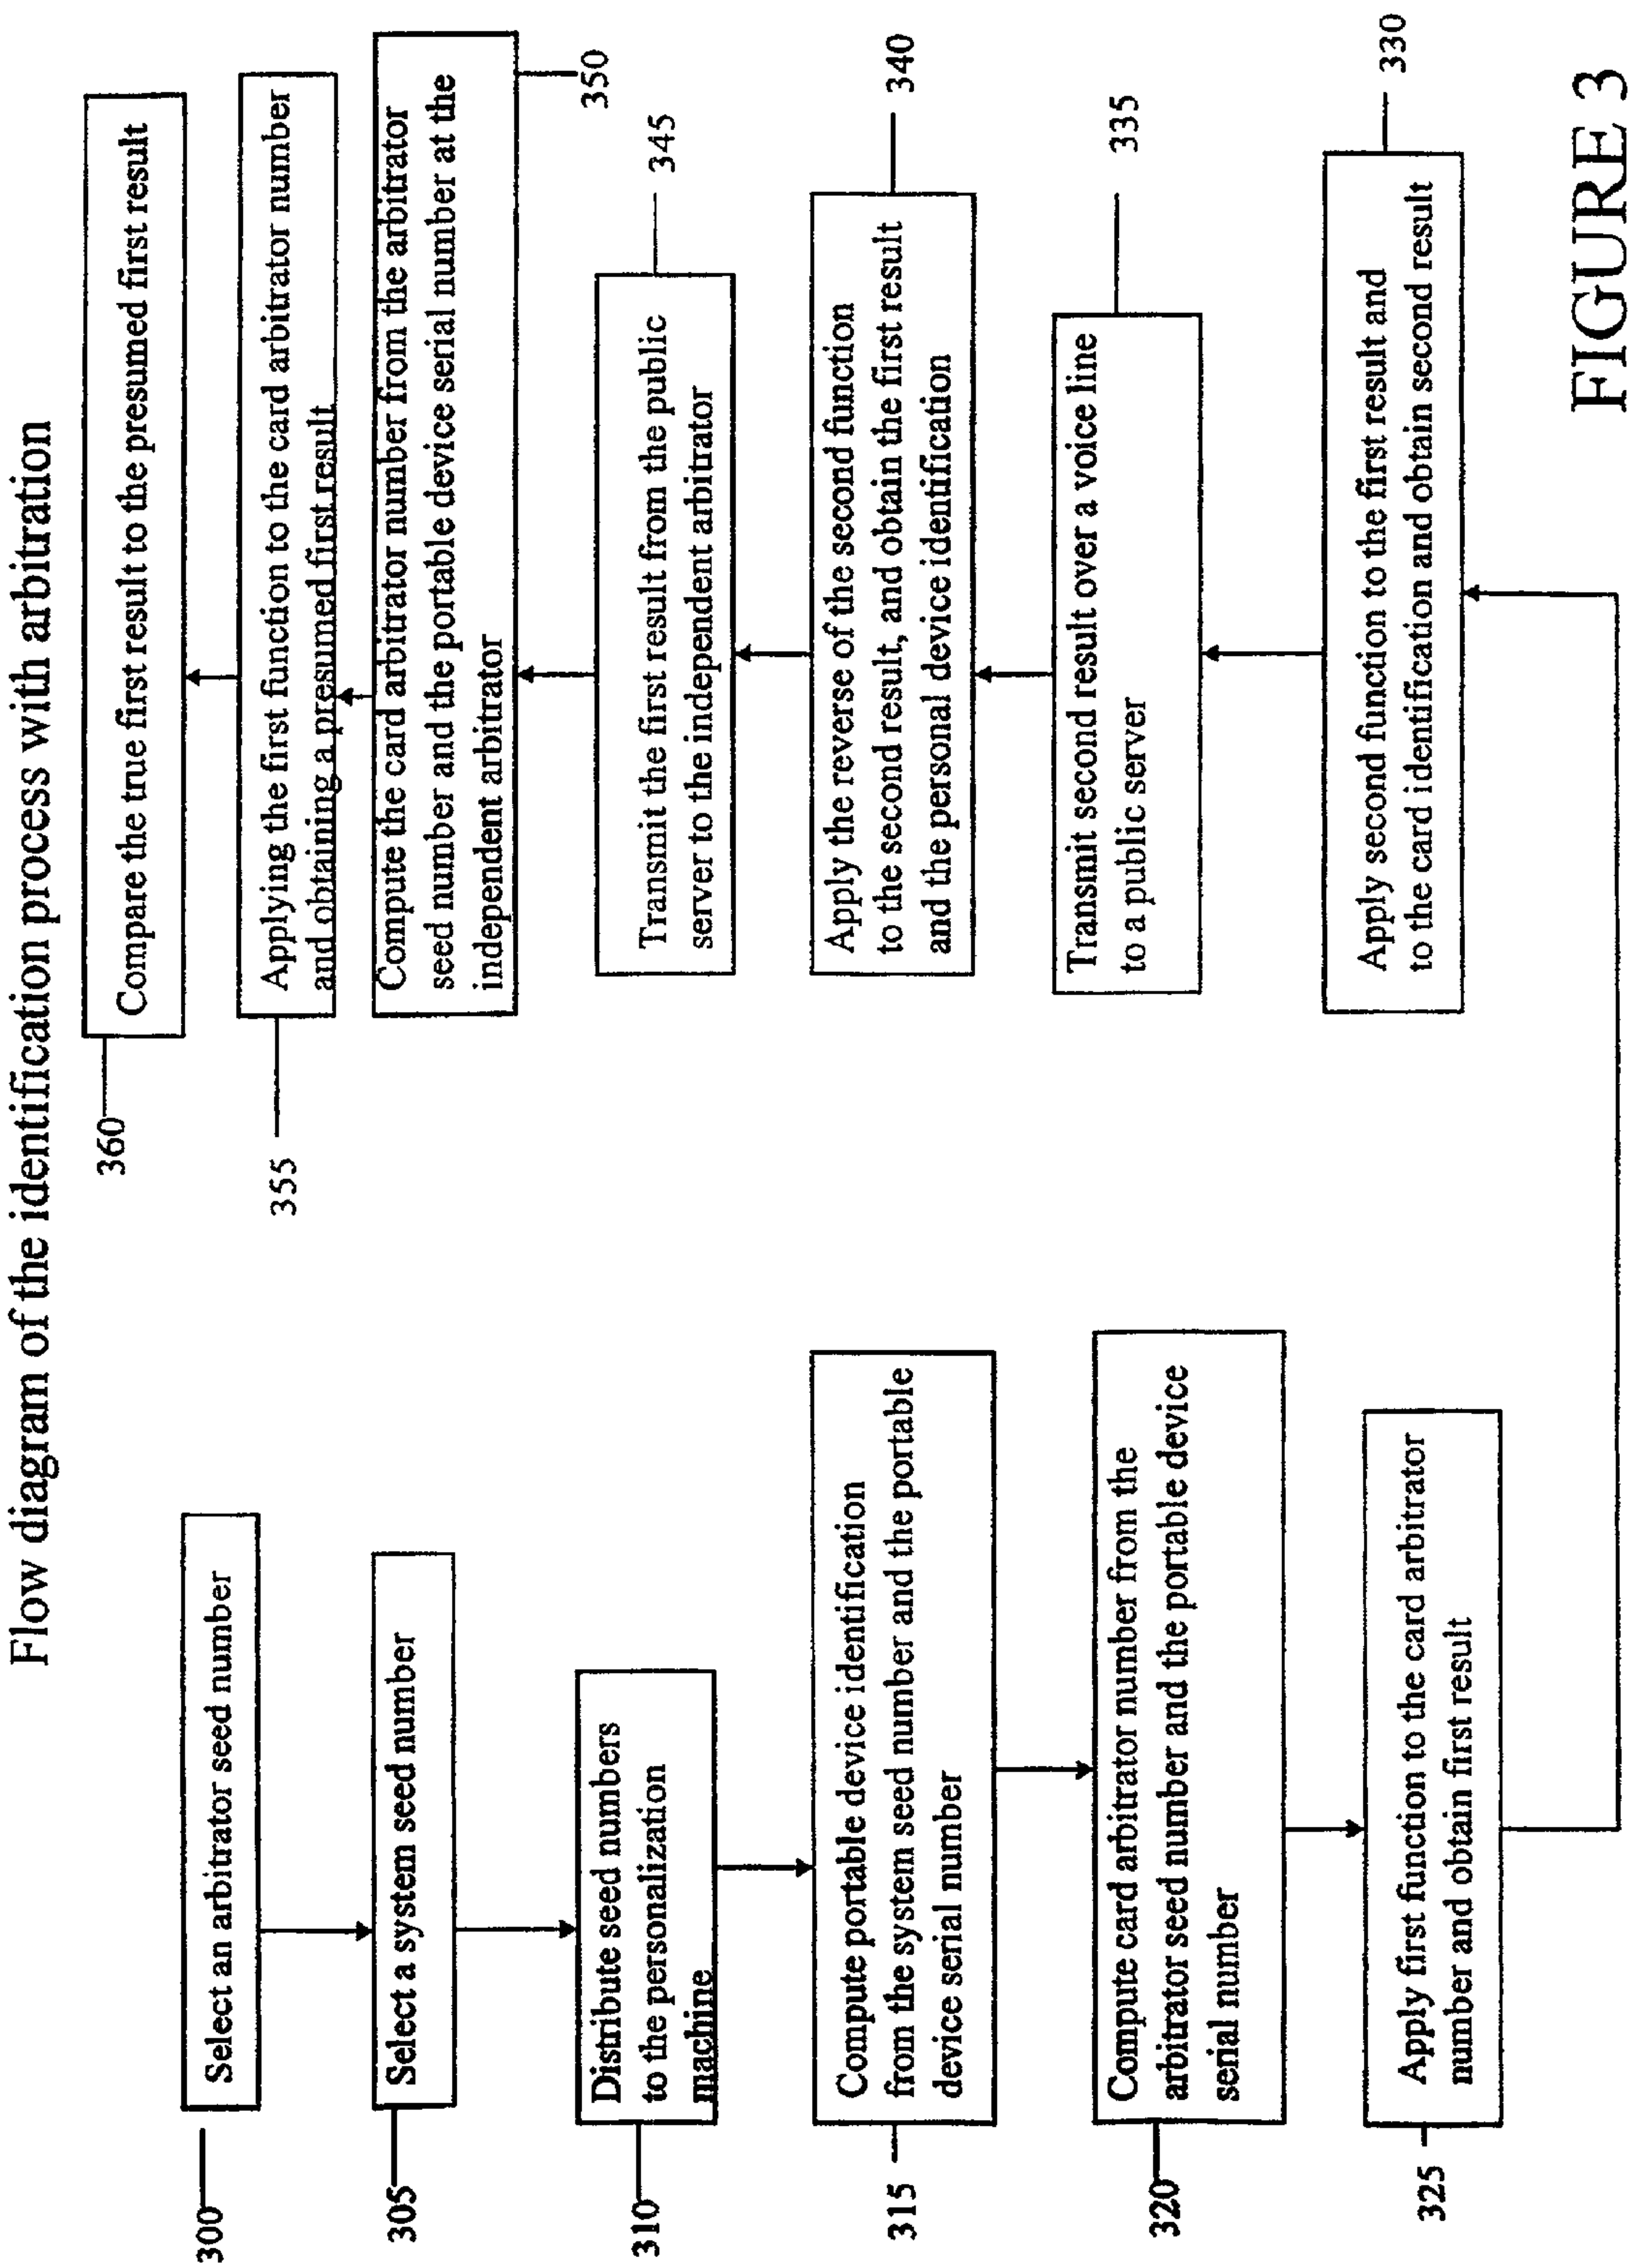 Flow diagram of the identification process with arbitration
300
Select an arbitrator seed number
305
Select a system seed number
310
Distribute seed numbers
to the personalization
machine
315
Compute portable device identification
from the system seed number and the portable
device serial number
320
Compute card arbitrator number from the
arbitrator seed number and the portable device
serial number
325
Apply first function to the card arbitrator
number and obtain first result
330
Apply second function to the first result and
to the card identification and obtain second result
335
Transmit second result over a voice line
to a public server
340
Apply the reverse of the second function
to the second result, and obtain the first result
and the personal device identification
345
Transmit the first result from the public
server to the independent arbitrator
350
Compute the card arbitrator number from the arbitrator
seed number and the portable device serial number at the
independent arbitrator
355
Applying the first function to the card arbitrator number
and obtaining a presumed first result
360
Compare the true first result to the presumed first result
FIGURE 3